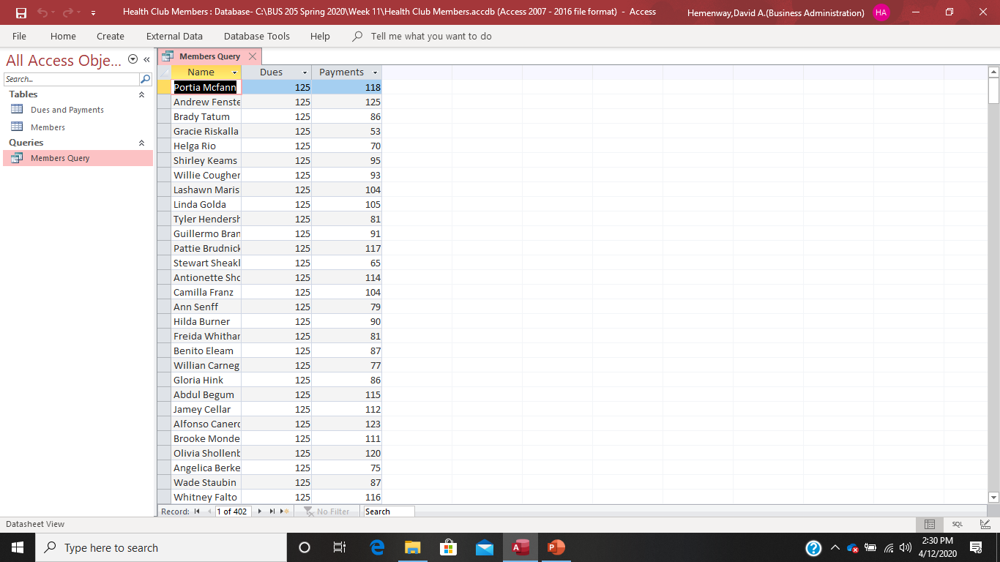 Health Club Members : Database- C:\BUS 205 Spring 2020\Week 11\Health Club Members.accdb (Access 2007 - 2016 file format) - Access
Hemenway,David A.(Business Administration) HA
File Home Create External Data Database Tools Help Tell me what you want to do
All Access Obje...
Search...
Tables
Dues and Payments
Members
Queries
Members Query
Members Query
Name Dues Payments
Portia Mcfann 125 118
Andrew Fenste 125 125
Brady Tatum 125 86
Gracie Riskalla 125 53
Helga Rio 125 70
Shirley Keams 125 95
Willie Cougher 125 93
Lashawn Maris 125 104
Linda Golda 125 105
Tyler Hendersh 125 81
Guillermo Bran 125 91
Pattie Brudnick 125 117
Stewart Sheakl 125 65
Antionette Sho 125 114
Camilla Franz 125 104
Ann Senff 125 79
Hilda Burner 125 90
Freida Whithar 125 81
Benito Eleam 125 87
Willian Carneg 125 77
Gloria Hink 125 86
Abdul Begum 125 115
Jamey Cellar 125 112
Alfonso Canero 125 123
Brooke Monde 125 111
Olivia Shollenb 125 120
Angelica Berke 125 75
Wade Staubin 125 87
Whitney Falto 125 116
Record: 1 of 402 No Filter Search
Datasheet View
SQL
Type here to search
2:30 PM
4/12/2020